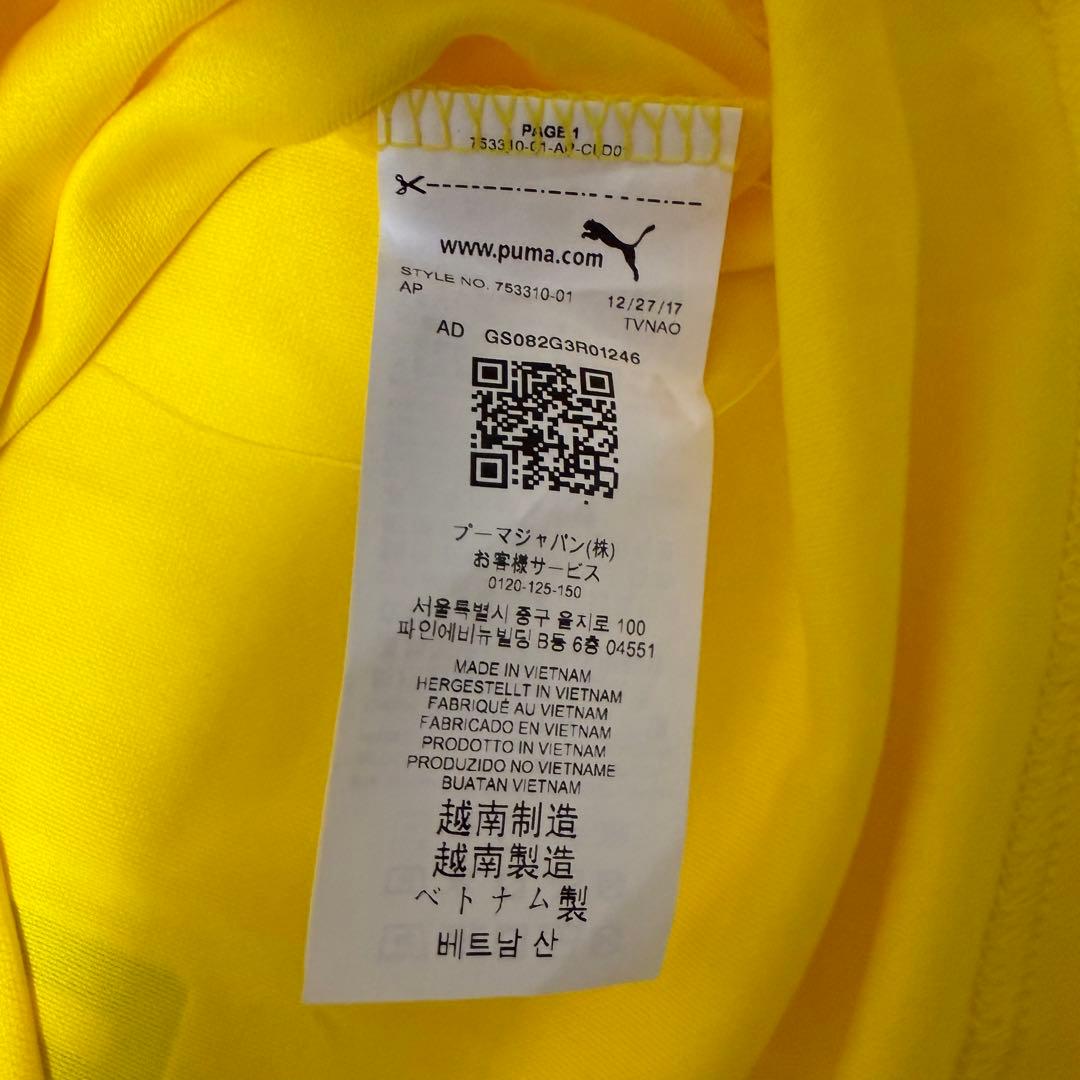 PAGE 1
753310-01-AP-CLD0
www.puma.com
STYLE NO. 753310-01 12/27/17
AP TVNAO
AD GS082G3R01246
プーマジャパン(株)
お客様サービス
0120-125-150
서울특별시 중구 을지로 100
파인에비뉴빌딩 B동 6층 04551
MADE IN VIETNAM
HERGESTELLT IN VIETNAM
FABRIQUÉ AU VIETNAM
FABRICADO EN VIETNAM
PRODOTTO IN VIETNAM
PRODUZIDO NO VIETNAME
BUATAN VIETNAM
越南制造
越南製造
ベトナム製
베트남 산